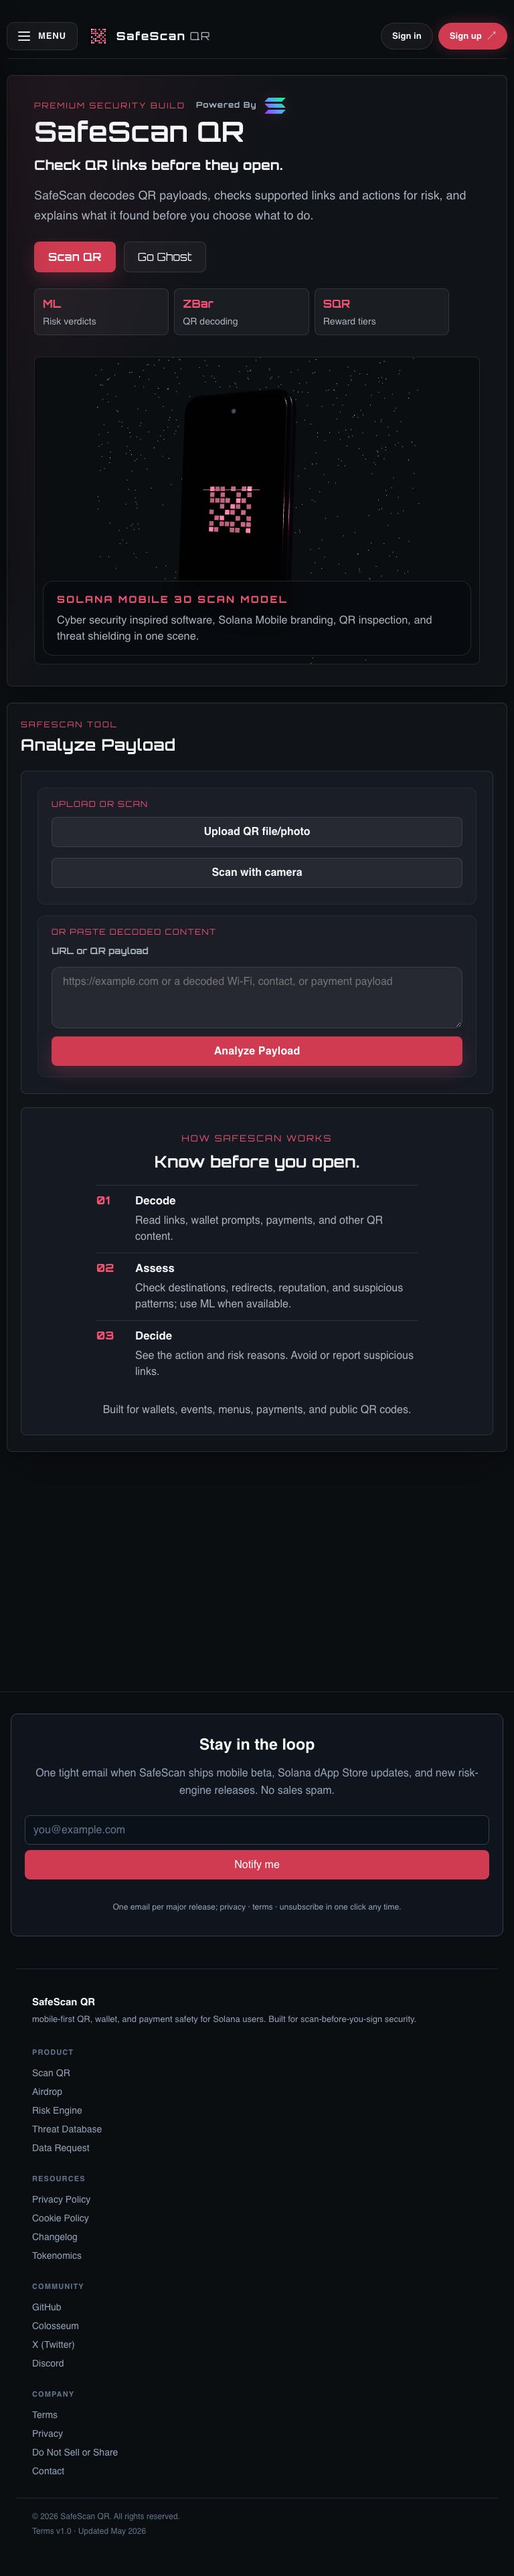 MENU
SafeScan QR
Sign in
Sign up
PREMIUM SECURITY BUILD
Powered By
SafeScan QR
Check QR links before they open.
SafeScan decodes QR payloads, checks supported links and actions for risk, and
explains what it found before you choose what to do.
Scan QR
Go Ghost
ML
Risk verdicts
ZBar
QR decoding
SQR
Reward tiers
SOLANA MOBILE 3D SCAN MODEL
Cyber security inspired software, Solana Mobile branding, QR inspection, and
threat shielding in one scene.
SAFESCAN TOOL
Analyze Payload
UPLOAD OR SCAN
Upload QR file/photo
Scan with camera
OR PASTE DECODED CONTENT
URL or QR payload
https://example.com or a decoded Wi-Fi, contact, or payment payload
Analyze Payload
HOW SAFESCAN WORKS
Know before you open.
01
Decode
Read links, wallet prompts, payments, and other QR
content.
02
Assess
Check destinations, redirects, reputation, and suspicious
patterns; use ML when available.
03
Decide
See the action and risk reasons. Avoid or report suspicious
links.
Built for wallets, events, menus, payments, and public QR codes.
Stay in the loop
One tight email when SafeScan ships mobile beta, Solana dApp Store updates, and new risk-
engine releases. No sales spam.
you@example.com
Notify me
One email per major release; privacy · terms · unsubscribe in one click any time.
SafeScan QR
mobile-first QR, wallet, and payment safety for Solana users. Built for scan-before-you-sign security.
PRODUCT
Scan QR
Airdrop
Risk Engine
Threat Database
Data Request
RESOURCES
Privacy Policy
Cookie Policy
Changelog
Tokenomics
COMMUNITY
GitHub
Colosseum
X (Twitter)
Discord
COMPANY
Terms
Privacy
Do Not Sell or Share
Contact
© 2026 SafeScan QR. All rights reserved.
Terms v1.0 · Updated May 2026